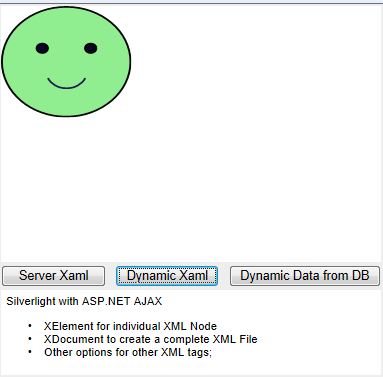 Server Xaml Dynamic Xaml Dynamic Data from DB
Silverlight with ASP.NET AJAX
• XElement for individual XML Node
• XDocument to create a complete XML File
• Other options for other XML tags;